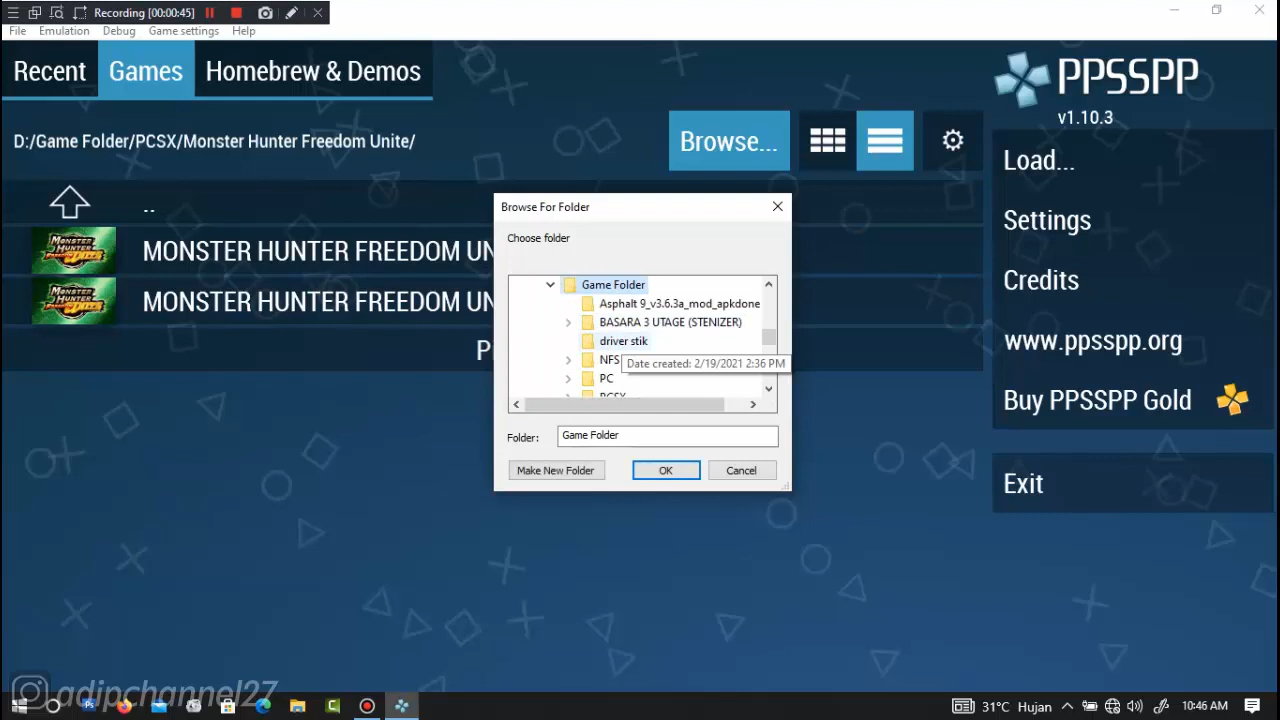 Recording [00:00:45]
File Emulation Debug Game settings Help
Recent Games Homebrew & Demos
PPSSPP
v1.10.3
D:/Game Folder/PCSX/Monster Hunter Freedom Unite/
Browse...
..
MONSTER HUNTER FREEDOM UN
MONSTER HUNTER FREEDOM UN
Browse For Folder
Choose folder
Game Folder
Asphalt 9_v3.6.3a_mod_apkdone
BASARA 3 UTAGE (STENIZER)
driver stik
NFS
Date created: 2/19/2021 2:36 PM
PC
PCSX
Folder: Game Folder
Make New Folder OK Cancel
Load...
Settings
Credits
www.ppsspp.org
Buy PPSSPP Gold
Exit
adipchannel27
31°C Hujan 10:46 AM